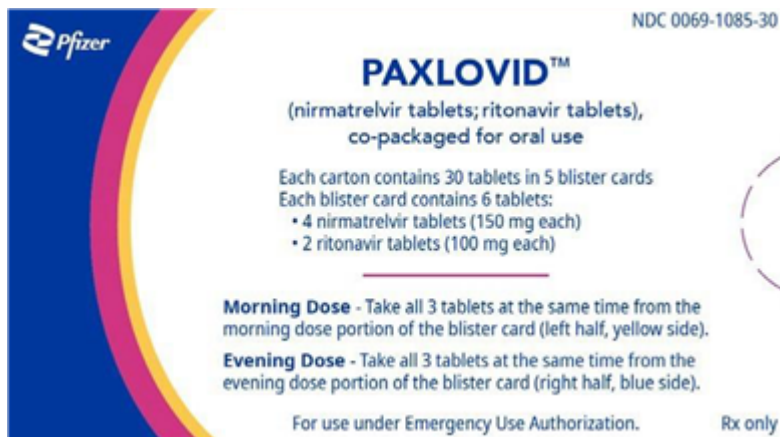 NDC 0069-1085-30
Pfizer
PAXLOVID™
(nirmatrelvir tablets; ritonavir tablets),
co-packaged for oral use
Each carton contains 30 tablets in 5 blister cards
Each blister card contains 6 tablets:
• 4 nirmatrelvir tablets (150 mg each)
• 2 ritonavir tablets (100 mg each)
Morning Dose - Take all 3 tablets at the same time from the
morning dose portion of the blister card (left half, yellow side).
Evening Dose - Take all 3 tablets at the same time from the
evening dose portion of the blister card (right half, blue side).
For use under Emergency Use Authorization. Rx only